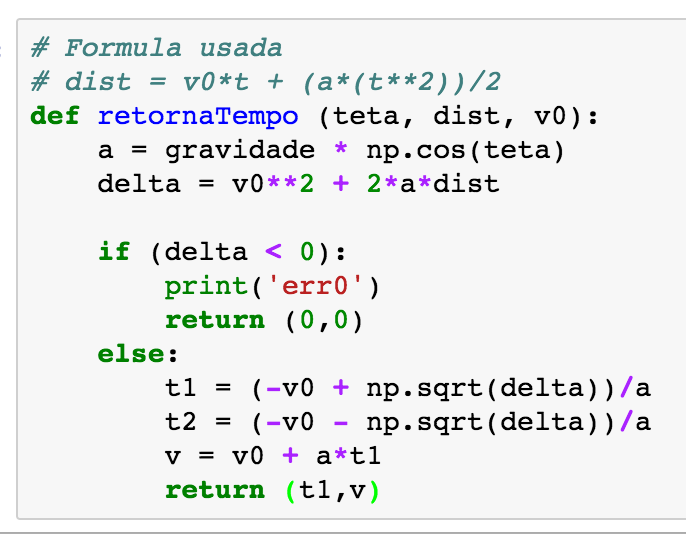 # Formula usada
# dist = v0*t + (a*(t**2))/2
def retornaTempo (teta, dist, v0):
    a = gravidade * np.cos(teta)
    delta = v0**2 + 2*a*dist

    if (delta < 0):
        print('err0')
        return (0,0)
    else:
        t1 = (-v0 + np.sqrt(delta))/a
        t2 = (-v0 - np.sqrt(delta))/a
        v = v0 + a*t1
        return (t1,v)